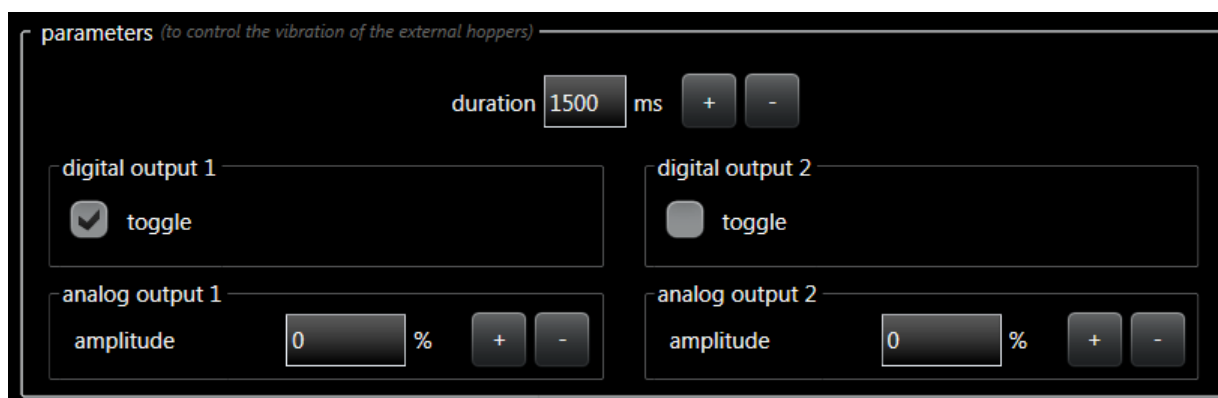 parameters (to control the vibration of the external hoppers)
duration 1500 ms + -
digital output 1
toggle
digital output 2
toggle
analog output 1
amplitude 0 % + -
analog output 2
amplitude 0 % + -